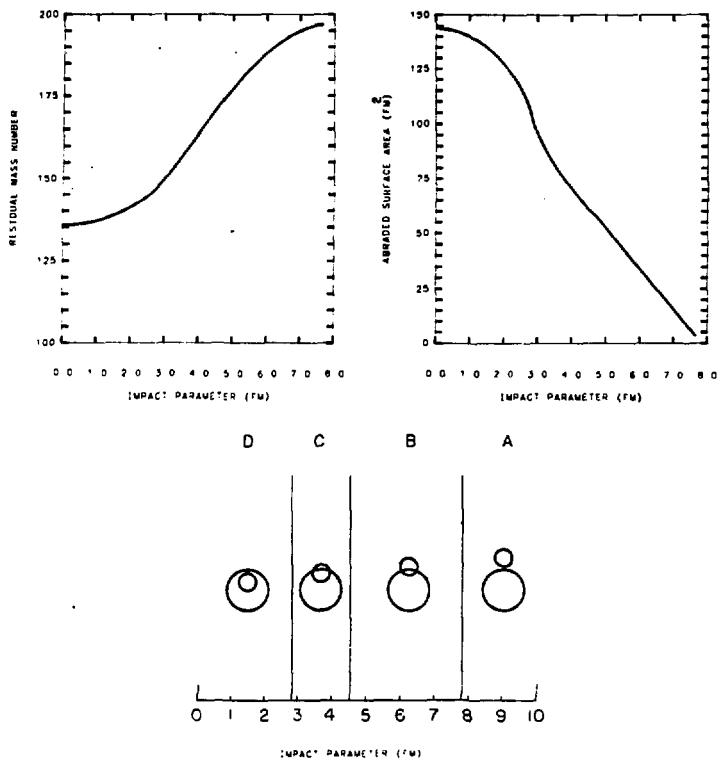 200
175
150
125
100
RESIDUAL MASS NUMBER
0 0 1 0 2 0 3 0 4 0 5 0 6 0 7 0 8 0
IMPACT PARAMETER (FM)
150
125
100
75
50
25
0
ABRADED SURFACE AREA (FM2)
0 0 1 0 2 0 3 0 4 0 5 0 6 0 7 0 8 0
IMPACT PARAMETER (FM)
D C B A
0 1 2 3 4 5 6 7 8 9 10
IMPACT PARAMETER (FM)